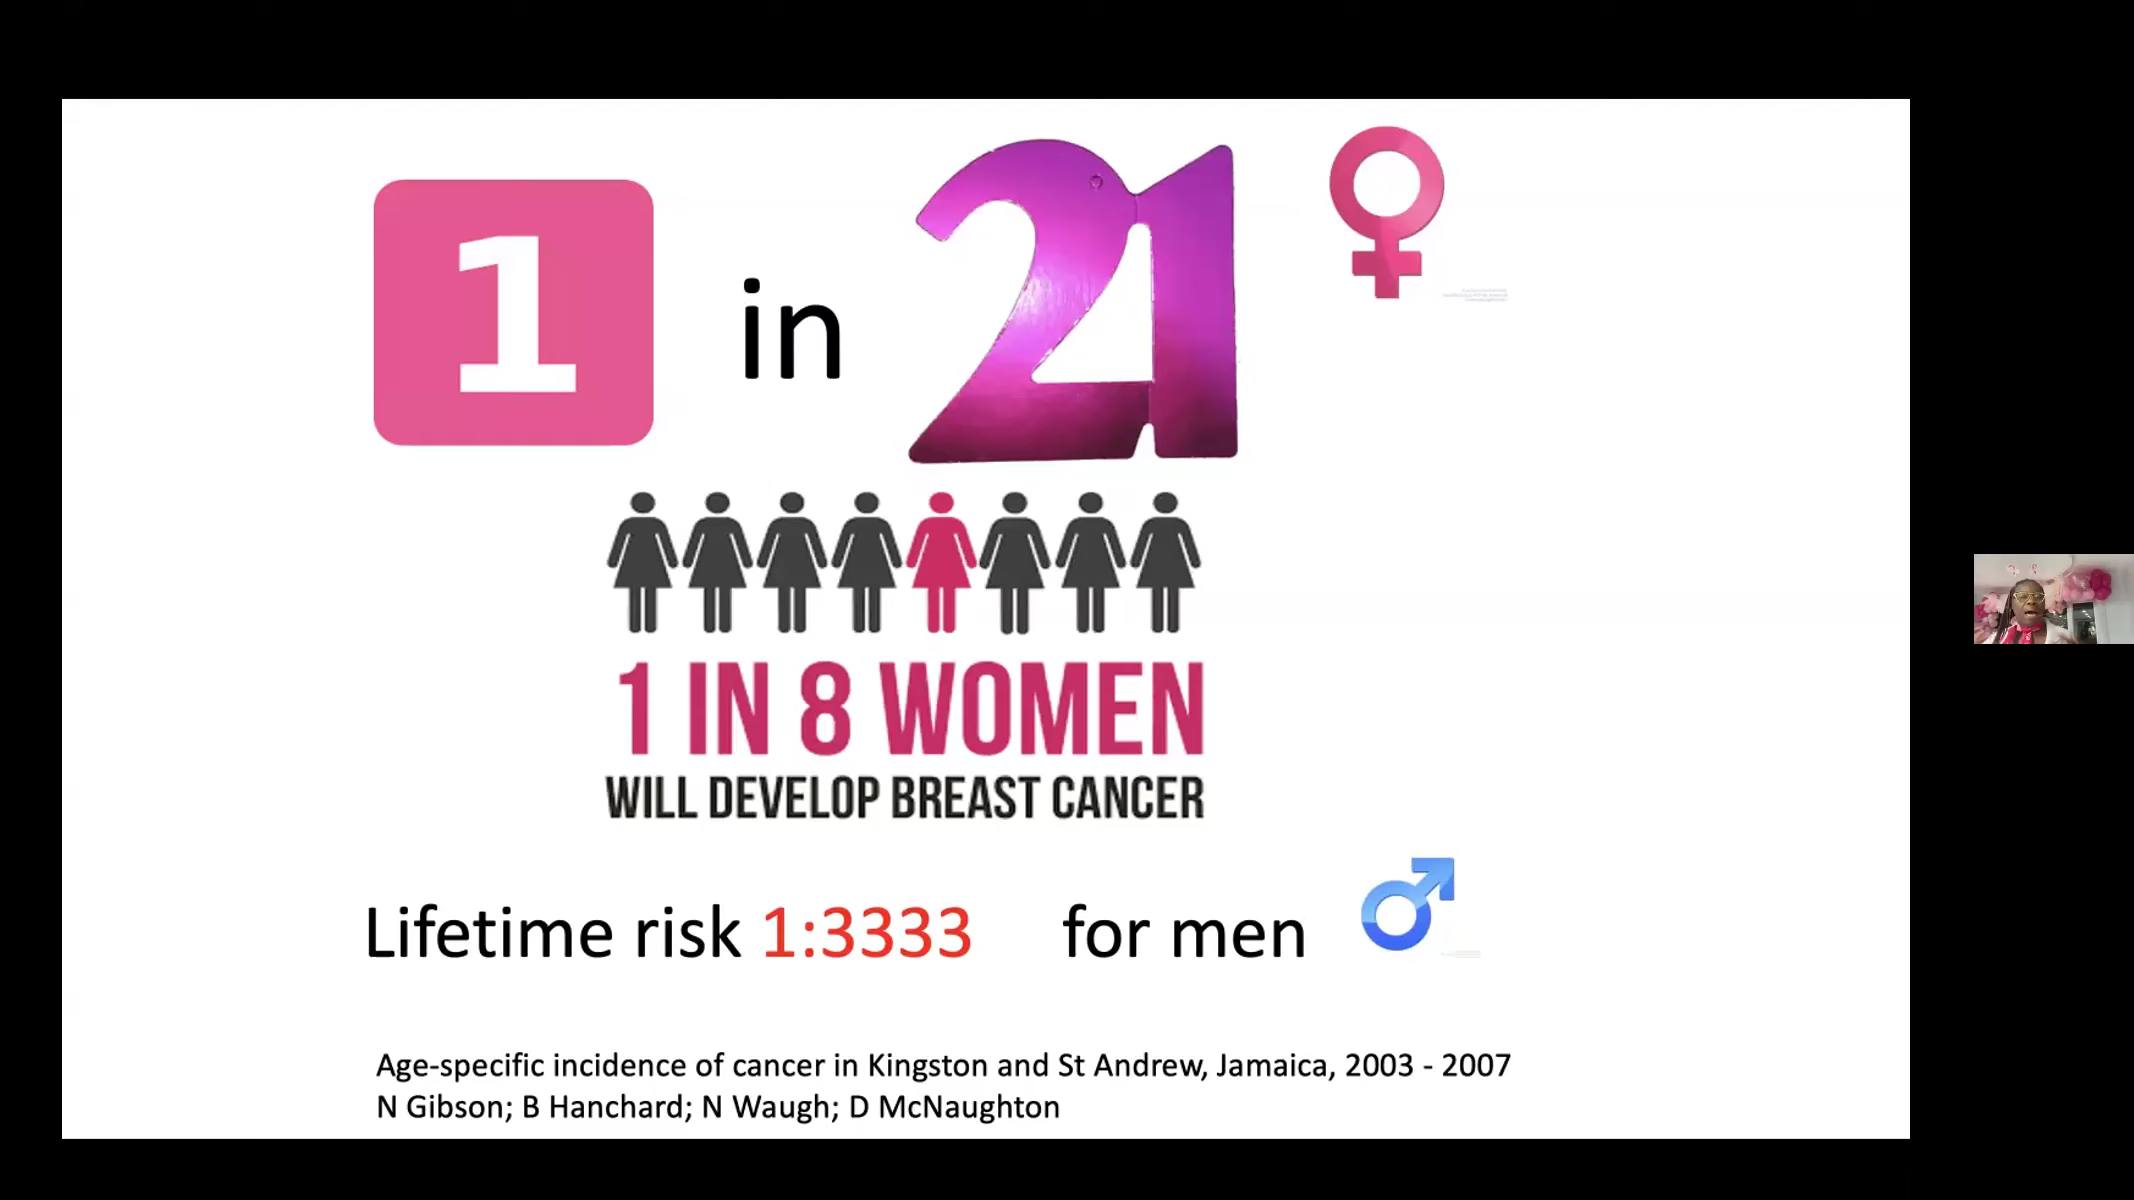 1 in 21
1 IN 8 WOMEN
WILL DEVELOP BREAST CANCER
Lifetime risk 1:3333 for men
Age-specific incidence of cancer in Kingston and St Andrew, Jamaica, 2003 - 2007
N Gibson; B Hanchard; N Waugh; D McNaughton